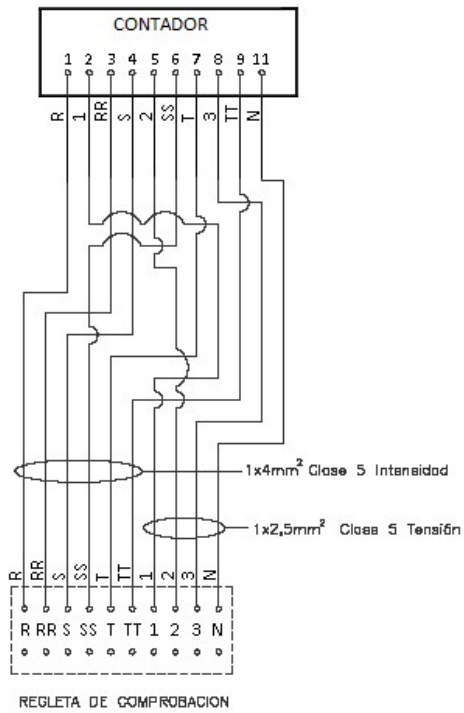 CONTADOR
1 2 3 4 5 6 7 8 9 11
R 1 RR S 2 SS T 3 TT N
1x4mm² Clase 5 Intensidad
1x2,5mm² Clase 5 Tensión
R RR S SS T TT 1 2 3 N
R RR S SS T TT 1 2 3 N
REGLETA DE COMPROBACION